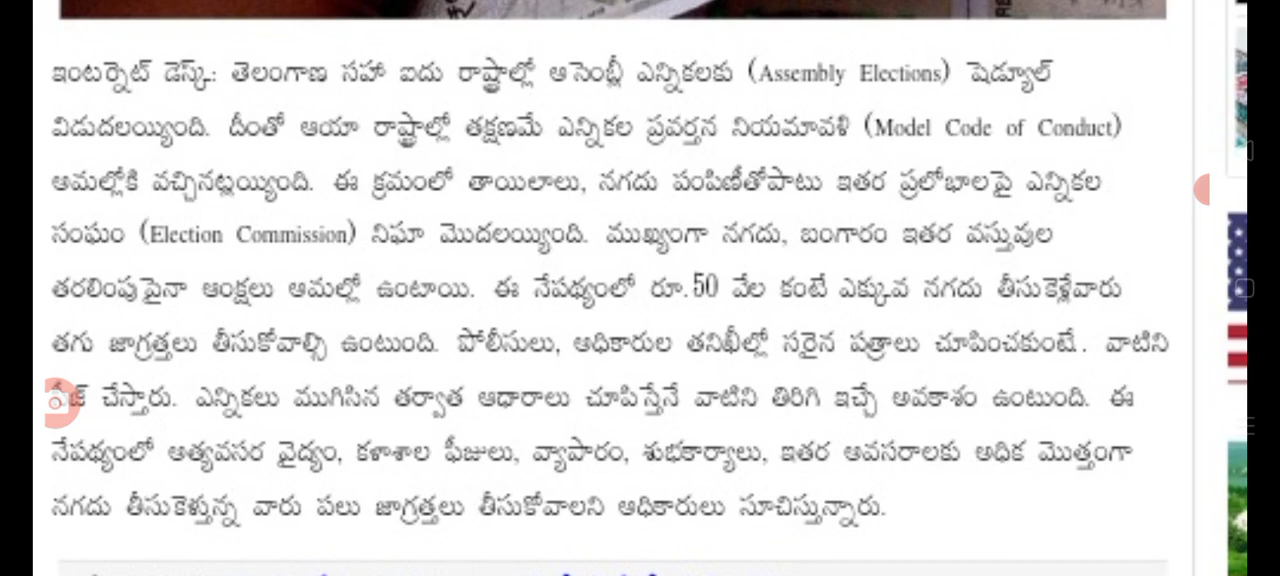 ఇంటర్నెట్ డెస్క్: తెలంగాణ సహా ఐదు రాష్ట్రాల్లో అసెంబ్లీ ఎన్నికలకు (Assembly Elections) షెడ్యూల్
విడుదలయ్యింది. దీంతో ఆయా రాష్ట్రాల్లో తక్షణమే ఎన్నికల ప్రవర్తన నియమావళి (Model Code of Conduct)
అమల్లోకి వచ్చినట్లయ్యింది. ఈ క్రమంలో తాయిలాలు, నగదు పంపిణీతోపాటు ఇతర ప్రలోభాలపై ఎన్నికల
సంఘం (Election Commission) నిఘా మొదలయ్యింది. ముఖ్యంగా నగదు, బంగారం ఇతర వస్తువుల
తరలింపుపైనా ఆంక్షలు అమల్లో ఉంటాయి. ఈ నేపథ్యంలో రూ.50 వేల కంటే ఎక్కువ నగదు తీసుకెళ్లేవారు
తగు జాగ్రత్తలు తీసుకోవాల్సి ఉంటుంది. పోలీసులు, అధికారుల తనిఖీల్లో సరైన పత్రాలు చూపించకుంటే.. వాటిని
చేస్తారు. ఎన్నికలు ముగిసిన తర్వాత ఆధారాలు చూపిస్తేనే వాటిని తిరిగి ఇచ్చే అవకాశం ఉంటుంది. ఈ
నేపథ్యంలో అత్యవసర వైద్యం, కళాశాల ఫీజులు, వ్యాపారం, శుభకార్యాలు, ఇతర అవసరాలకు అధిక మొత్తంగా
నగదు తీసుకెళ్తున్న వారు పలు జాగ్రత్తలు తీసుకోవాలని అధికారులు సూచిస్తున్నారు.